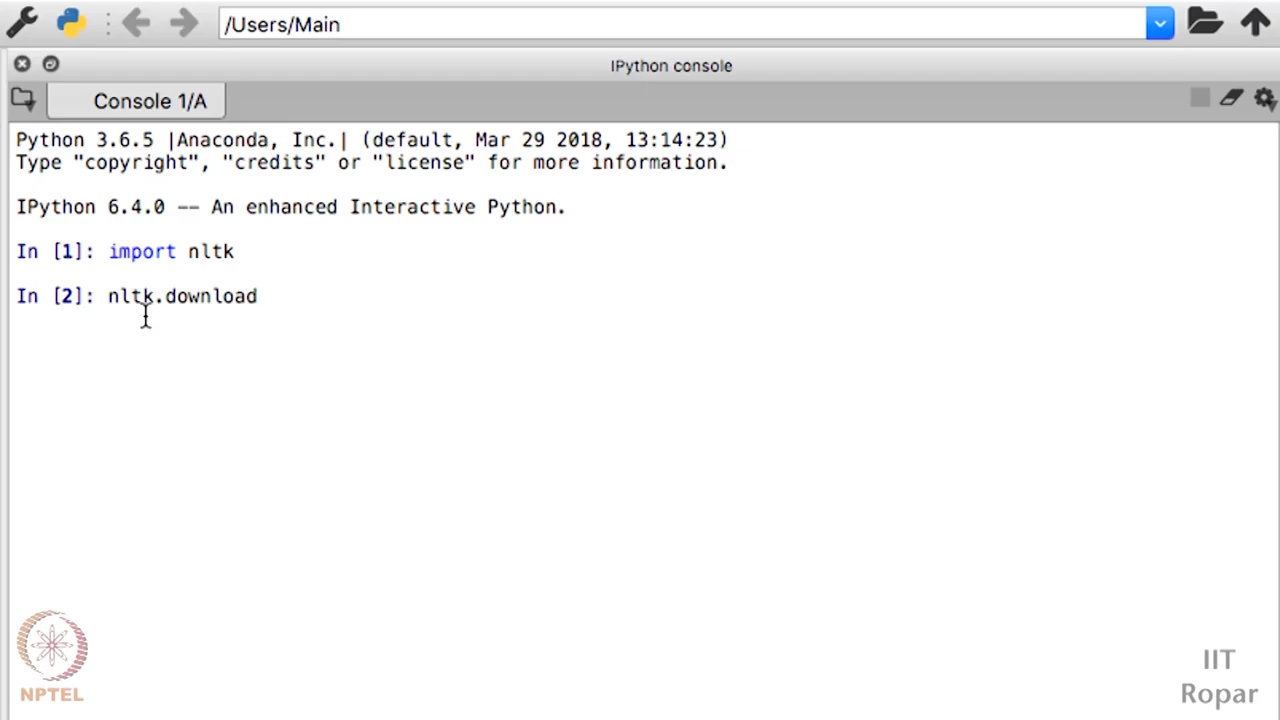 /Users/Main
IPython console
Console 1/A
Python 3.6.5 |Anaconda, Inc.| (default, Mar 29 2018, 13:14:23)
Type "copyright", "credits" or "license" for more information.
IPython 6.4.0 -- An enhanced Interactive Python.
In [1]: import nltk
In [2]: nltk.download
NPTEL
IIT
Ropar